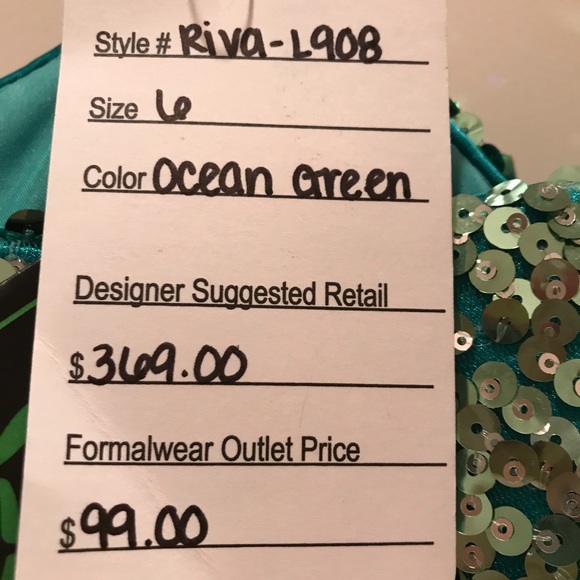 Style # Riva-L908
Size 6
Color Ocean Green
Designer Suggested Retail
$369.00
Formalwear Outlet Price
$99.00